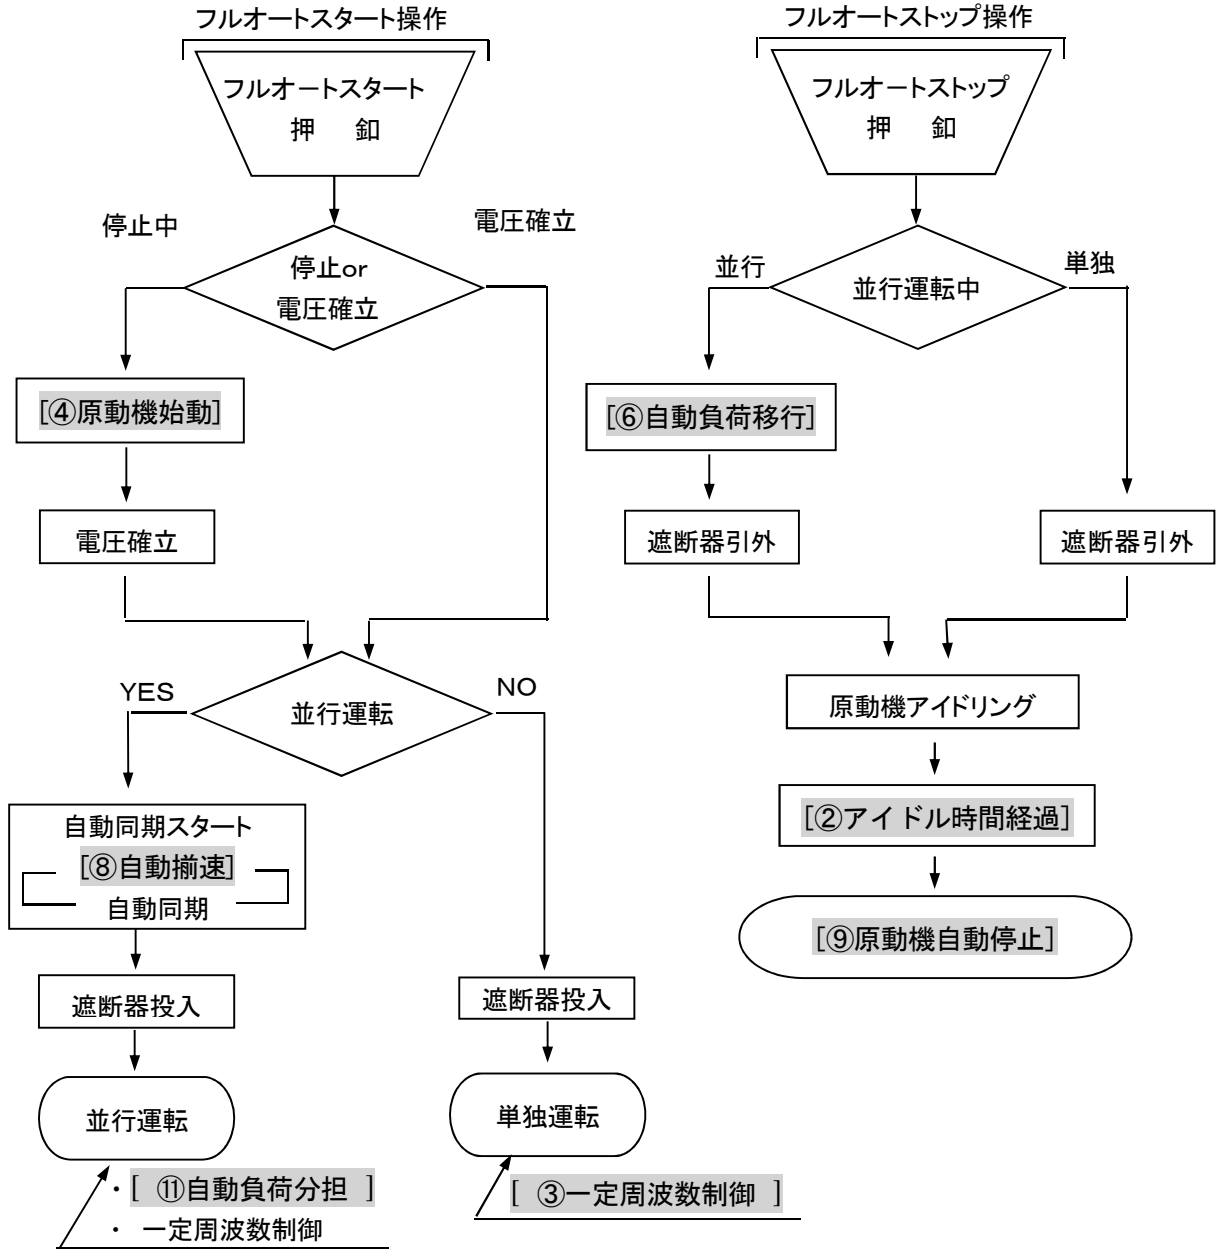 フルオートスタート操作
フルオートスタート
押　釦
停止中
電圧確立
停止or
電圧確立
[④原動機始動]
電圧確立
YES
並行運転
NO
自動同期スタート
[⑧自動揃速]
自動同期
遮断器投入
並行運転
・[ ⑪自動負荷分担 ]
・ 一定周波数制御
遮断器投入
単独運転
[ ③一定周波数制御 ]
フルオートストップ操作
フルオートストップ
押　釦
並行
並行運転中
単独
[⑥自動負荷移行]
遮断器引外
遮断器引外
原動機アイドリング
[②アイドル時間経過]
[⑨原動機自動停止]